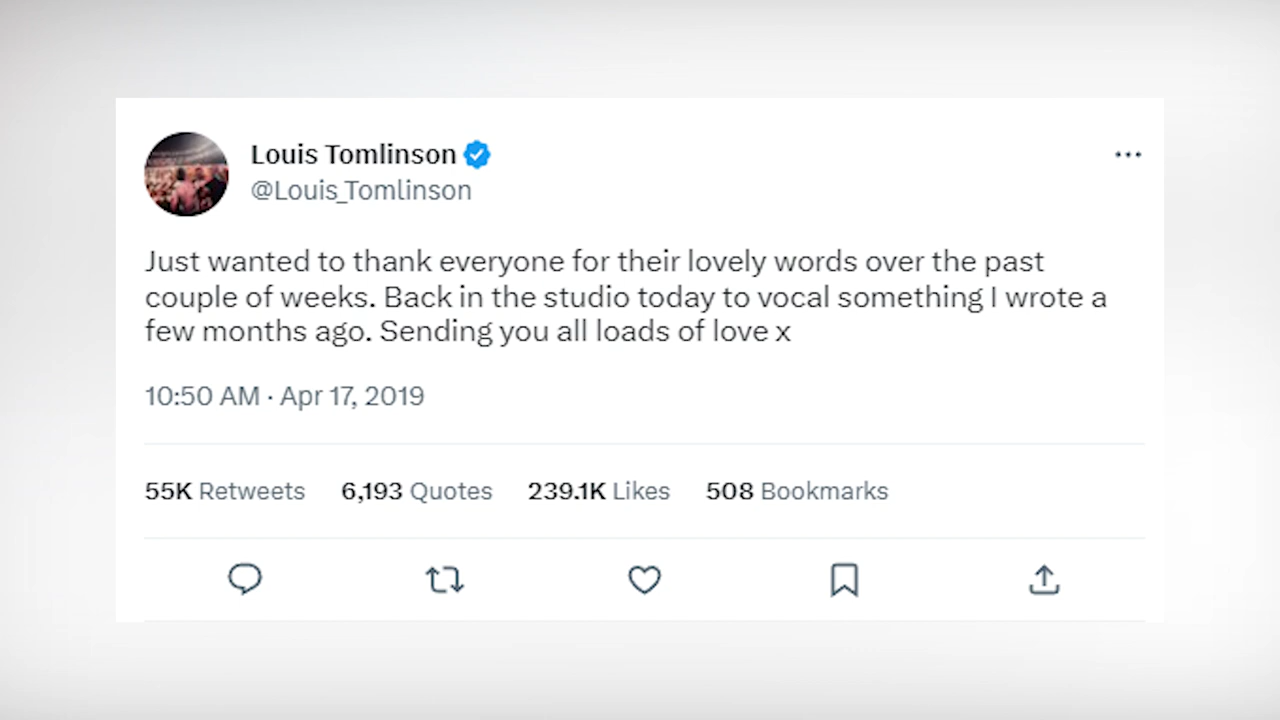 Louis Tomlinson
@Louis_Tomlinson
Just wanted to thank everyone for their lovely words over the past
couple of weeks. Back in the studio today to vocal something I wrote a
few months ago. Sending you all loads of love x
10:50 AM · Apr 17, 2019
55K Retweets 6,193 Quotes 239.1K Likes 508 Bookmarks